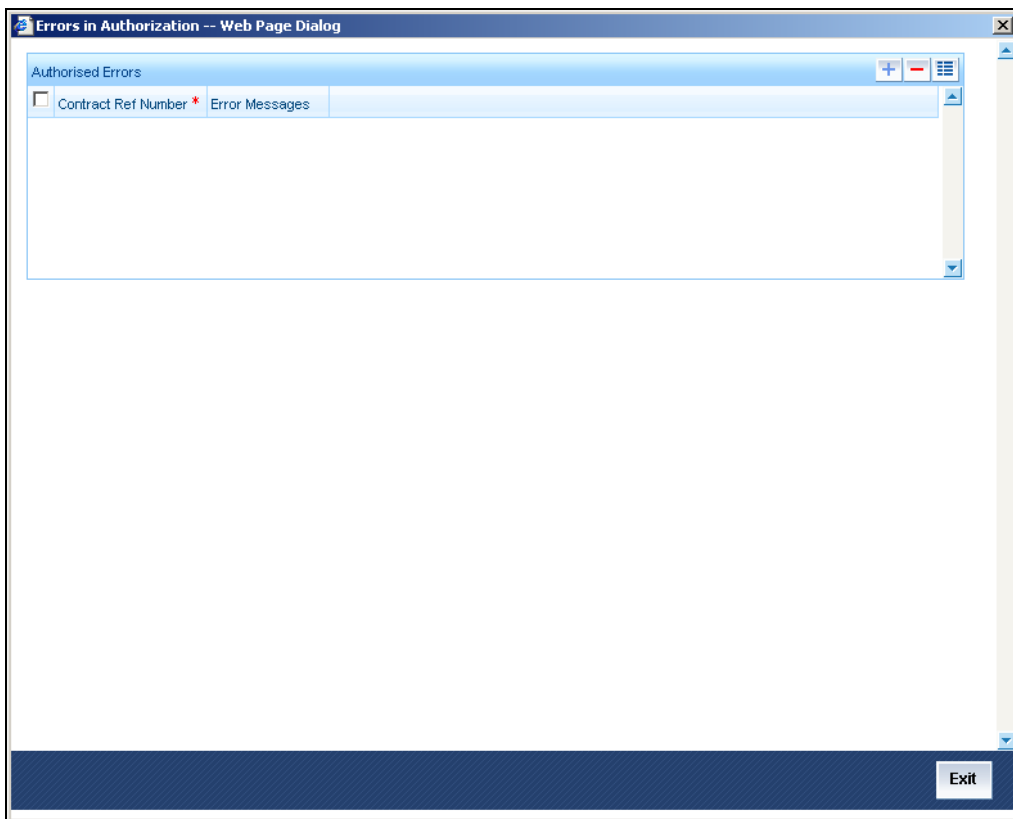 Errors in Authorization -- Web Page Dialog
Authorised Errors
Contract Ref Number * Error Messages
Exit